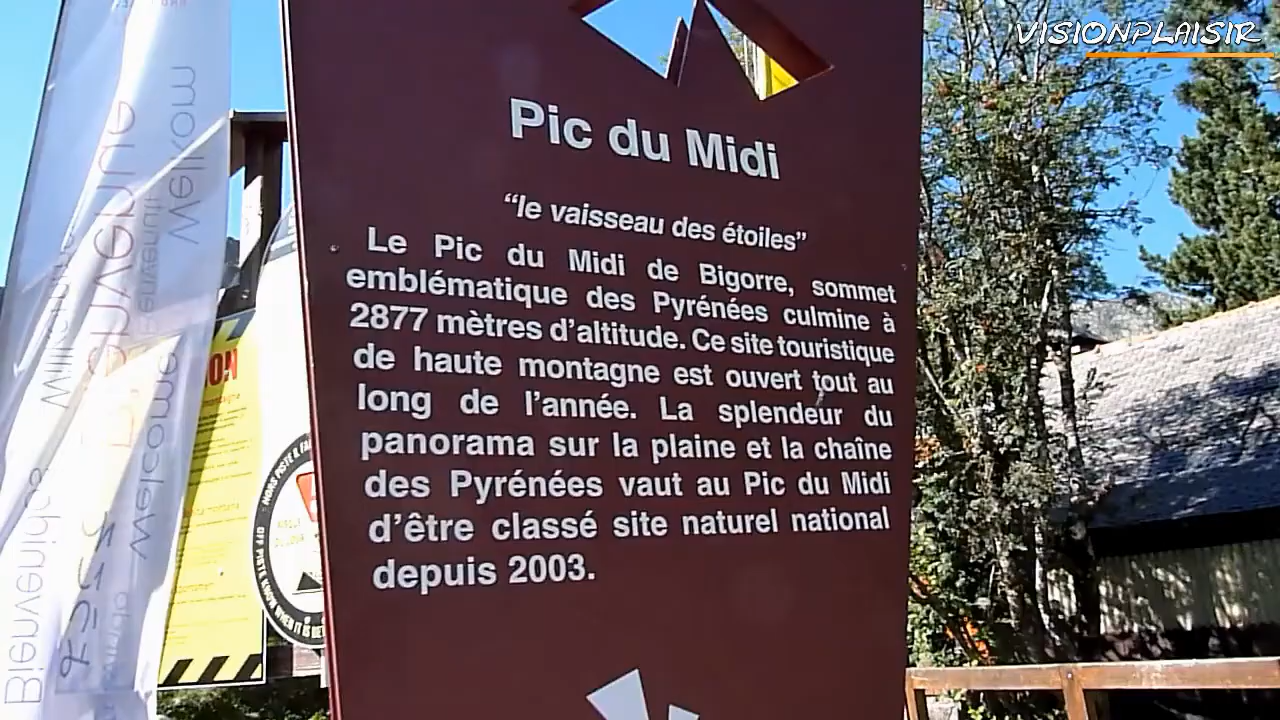 VISIONPLAISIR
Pic du Midi
“le vaisseau des étoiles”
Le Pic du Midi de Bigorre, sommet
emblématique des Pyrénées culmine à
2877 mètres d’altitude. Ce site touristique
de haute montagne est ouvert tout au
long de l’année. La splendeur du
panorama sur la plaine et la chaîne
des Pyrénées vaut au Pic du Midi
d’être classé site naturel national
depuis 2003.
Bienvenue
Welcome